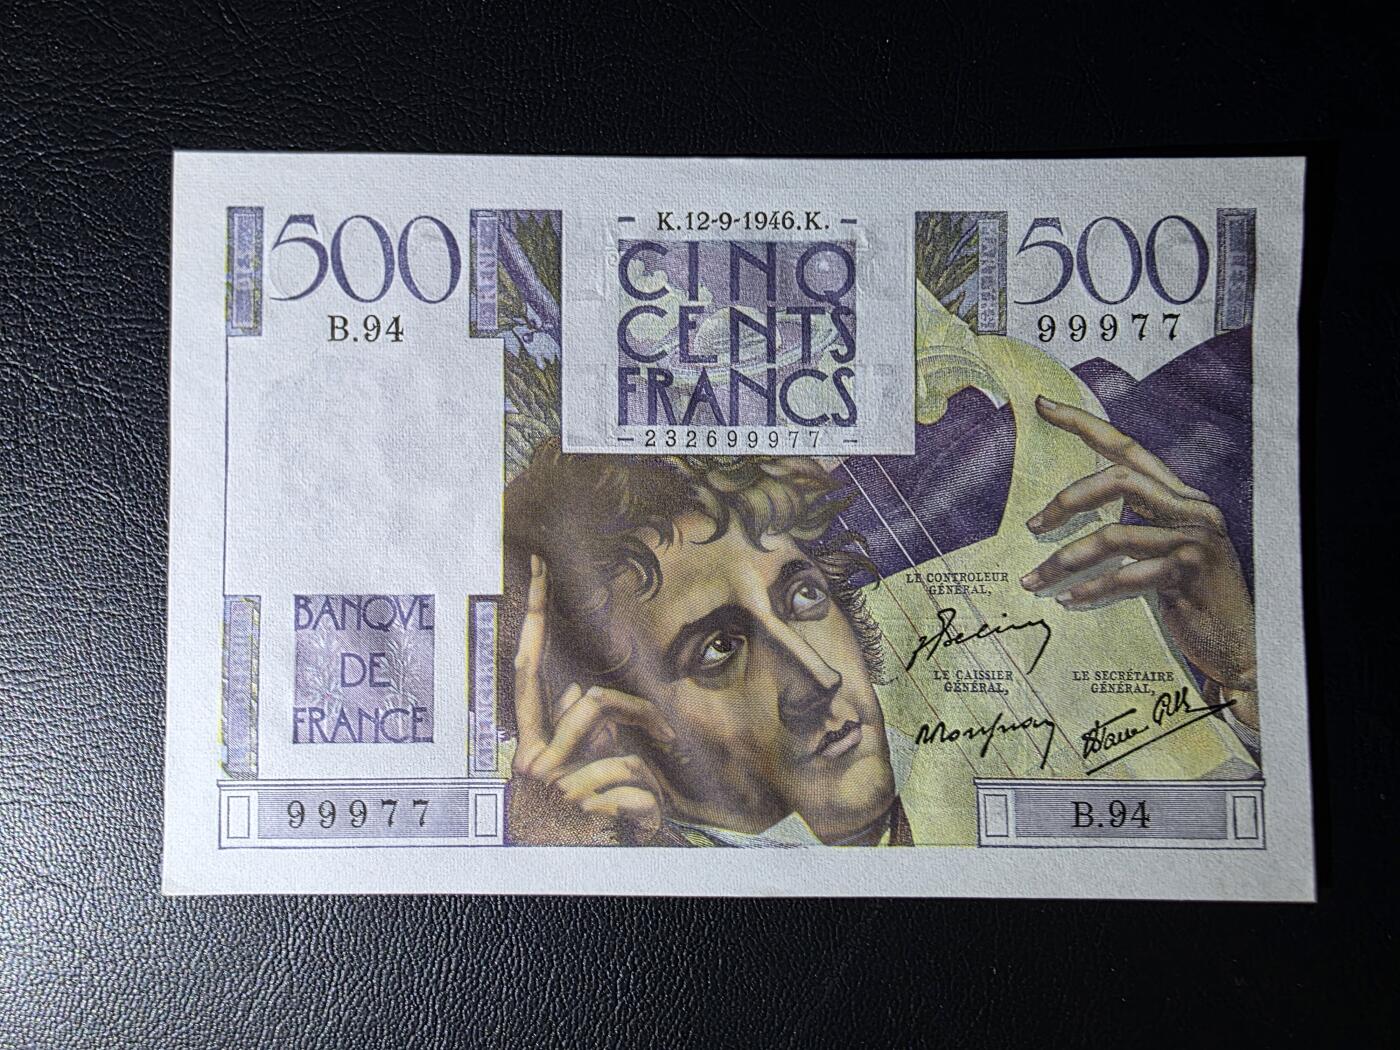 K.12-9-1946.K.
500
500
B.94
99977
CINQ
CENTS
FRANCS
232699977
LE CONTROLEUR
GÉNÉRAL,
BANQVE
DE
FRANCE
LE CAISSIER
GÉNÉRAL,
LE SECRÉTAIRE
GÉNÉRAL,
99977
B.94